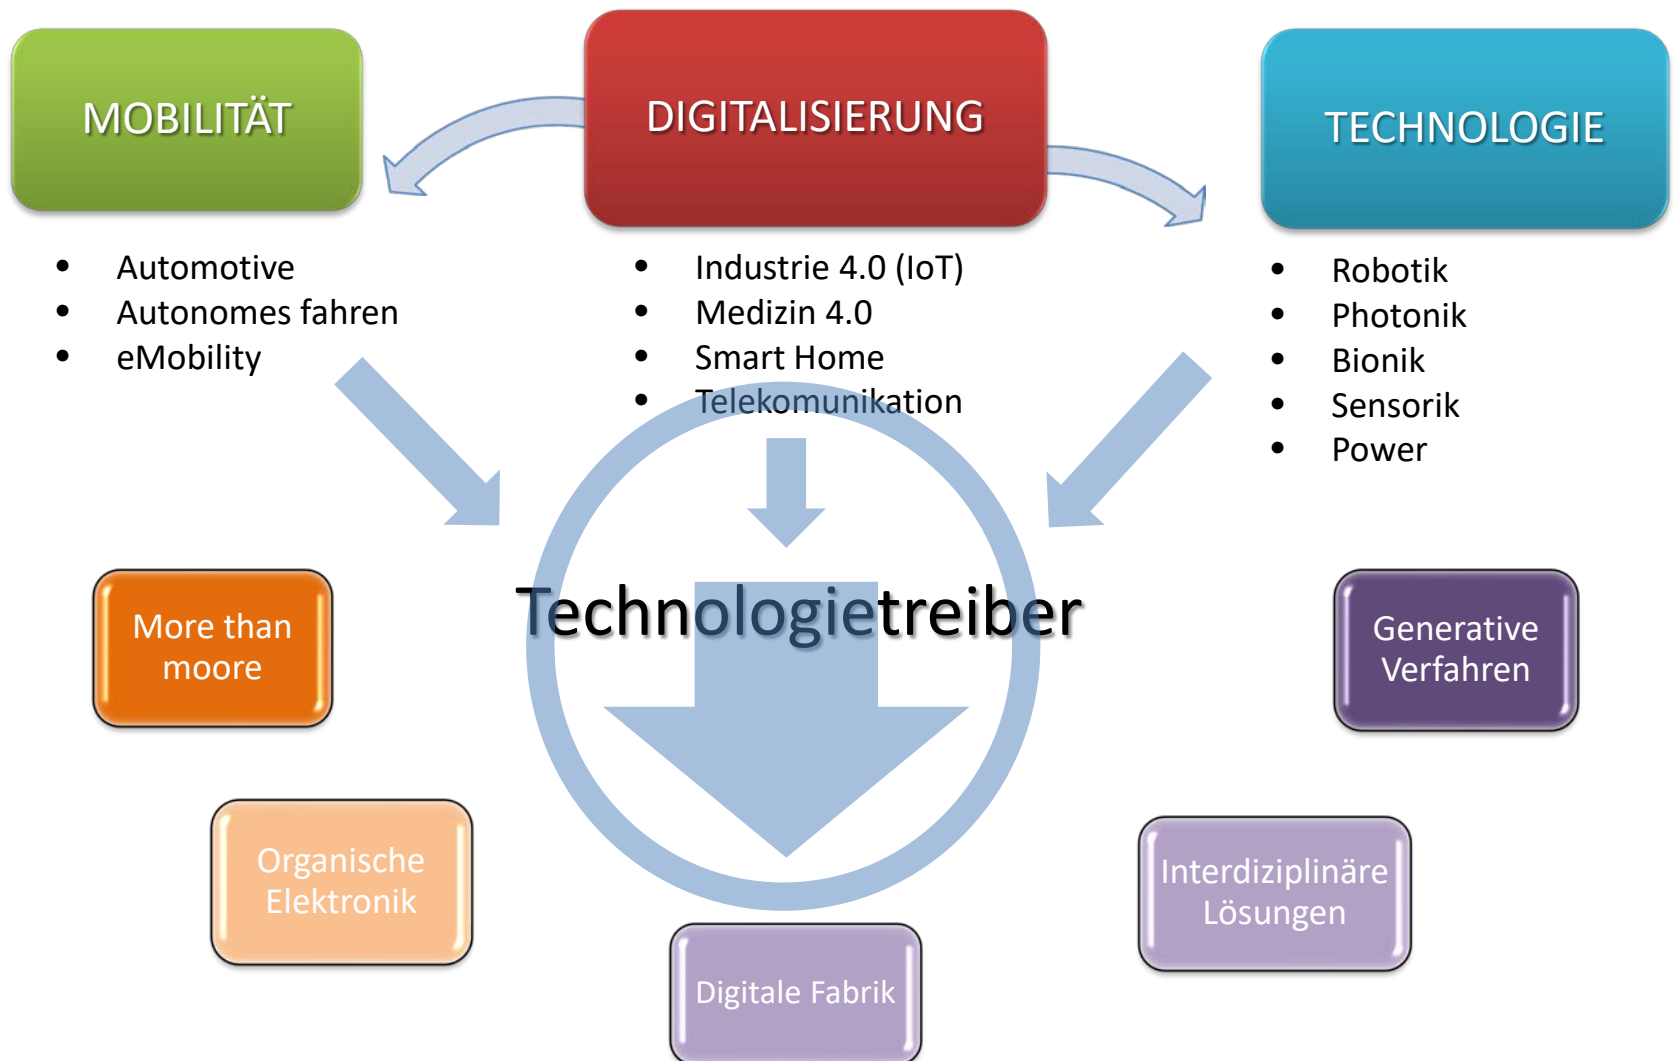 MOBILITÄT
DIGITALISIERUNG
TECHNOLOGIE
• Automotive
• Autonomes fahren
• eMobility
• Industrie 4.0 (IoT)
• Medizin 4.0
• Smart Home
• Telekomunikation
• Robotik
• Photonik
• Bionik
• Sensorik
• Power
Technologietreiber
More than
moore
Generative
Verfahren
Organische
Elektronik
Interdiziplinäre
Lösungen
Digitale Fabrik